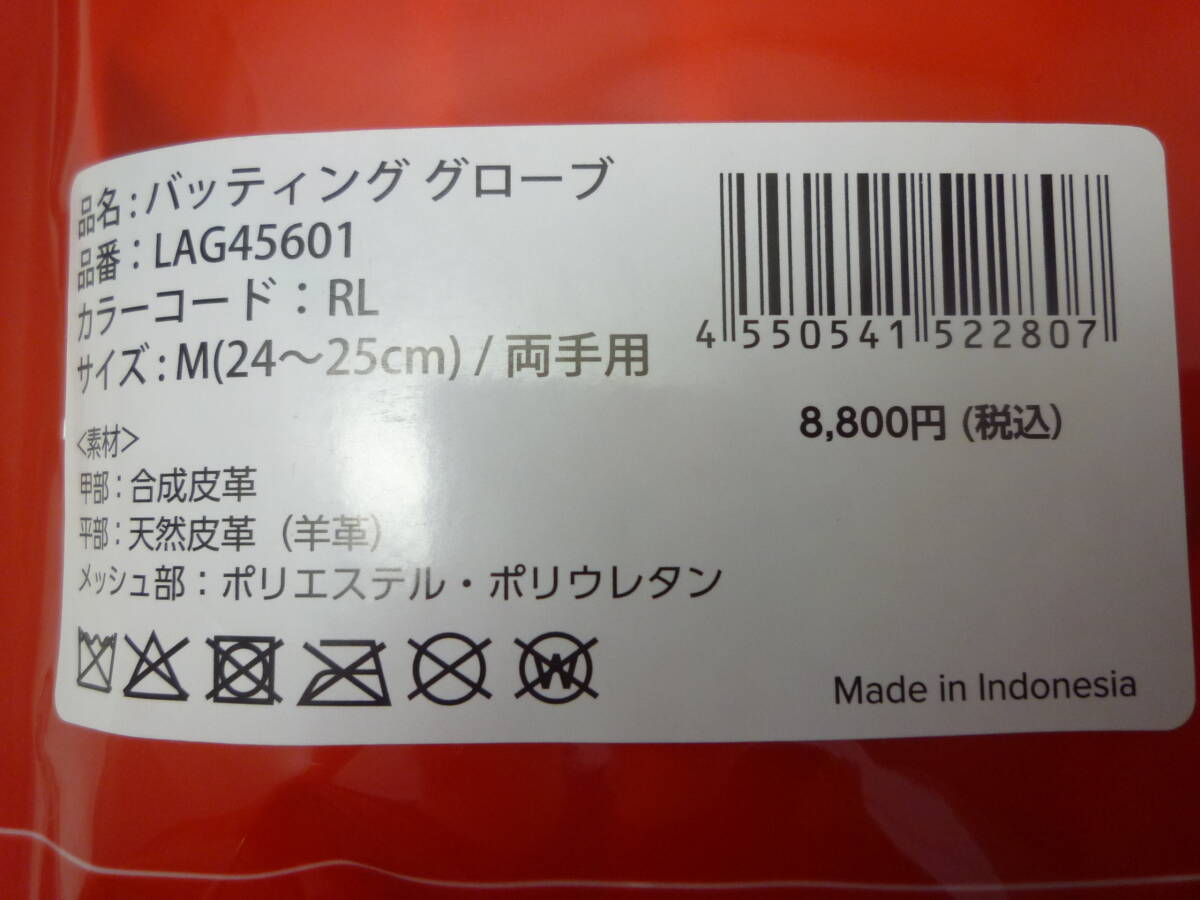 品名:バッティング グローブ
品番:LAG45601
カラーコード:RL
サイズ:M(24〜25cm) / 両手用
4 550541 522807
8,800円 (税込)
<素材>
甲部:合成皮革
平部:天然皮革 (羊革)
メッシュ部:ポリエステル・ポリウレタン
W
Made in Indonesia